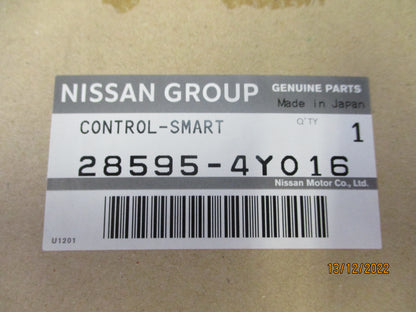 NISSAN GROUP GENUINE PARTS
Made in Japan
CONTROL-SMART Q'TY 1
28595-4Y016
Nissan Motor Co., Ltd.
U1201
13/12/2022